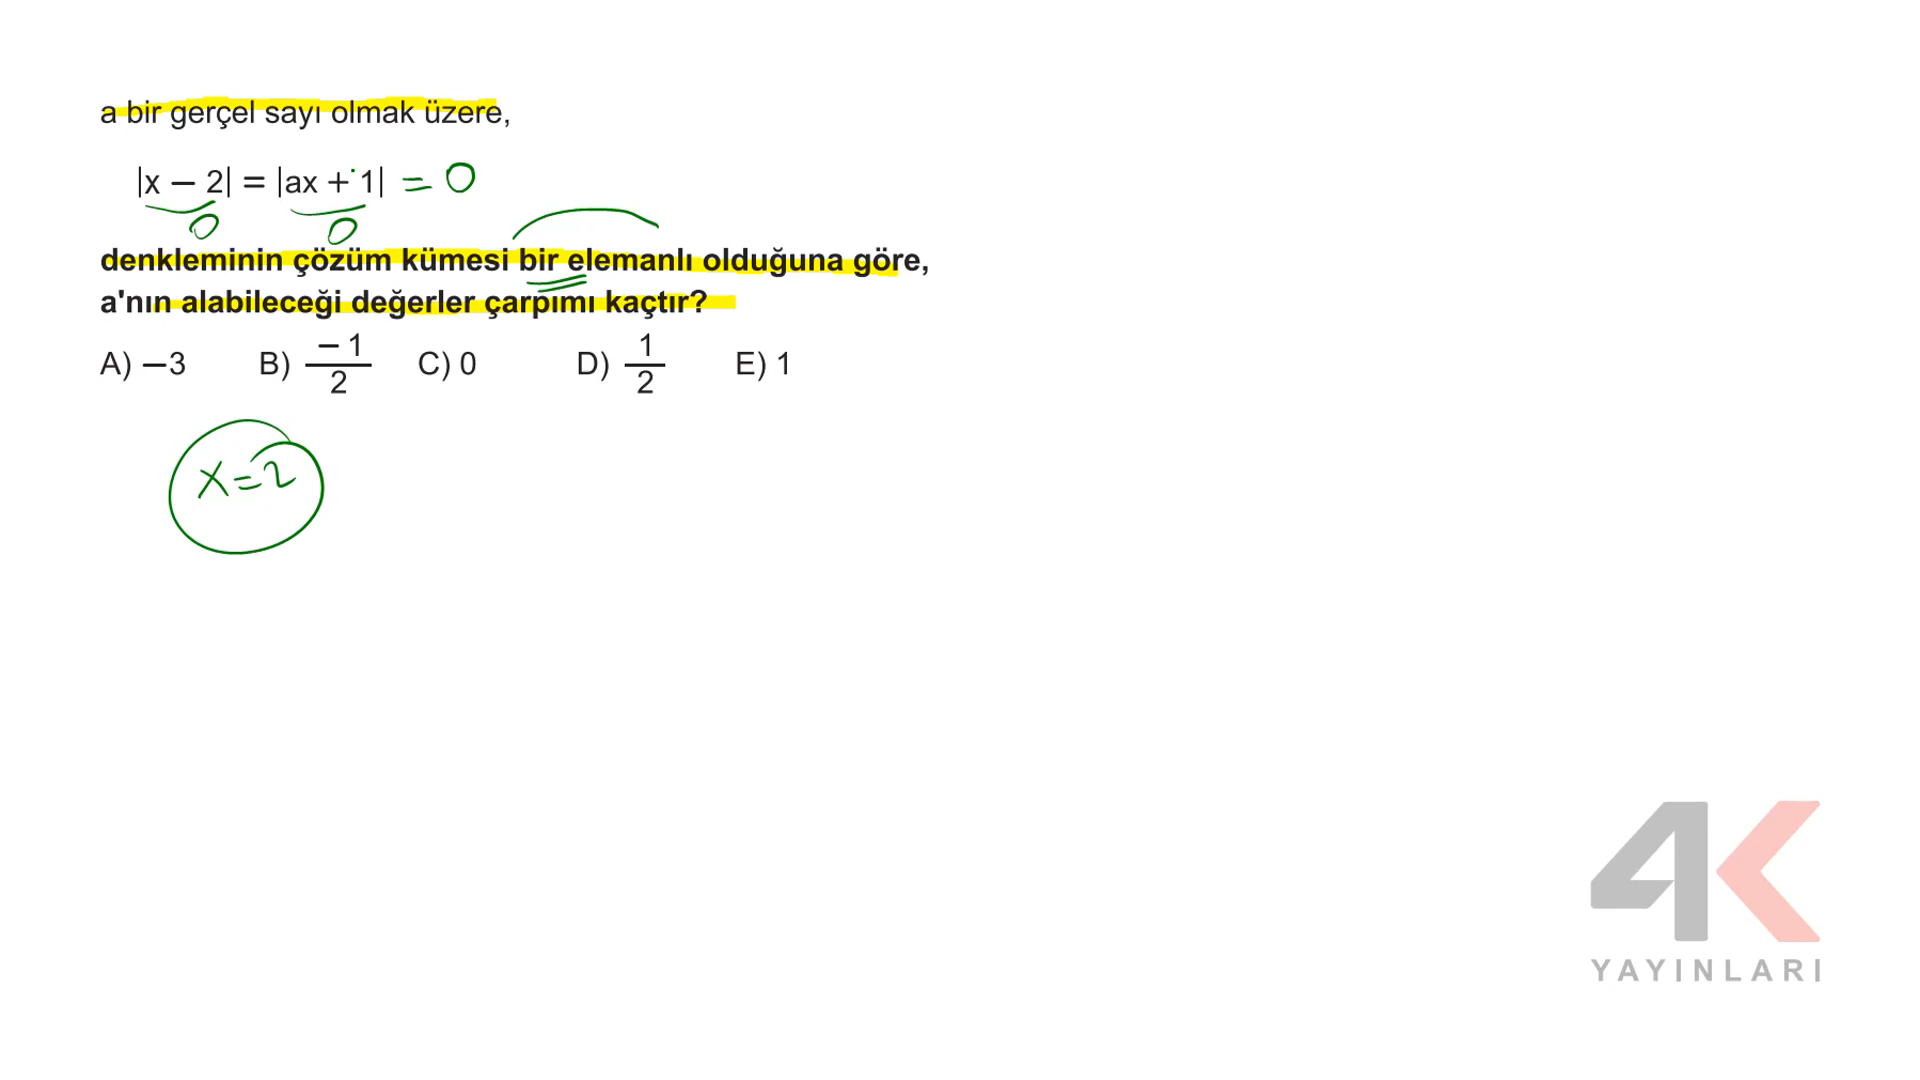 a bir gerçel sayı olmak üzere,
|x – 2| = |ax + 1| = 0
0 0
denkleminin çözüm kümesi bir elemanlı olduğuna göre,
a'nın alabileceği değerler çarpımı kaçtır?
A) –3 B) –1/2 C) 0 D) 1/2 E) 1
x=2
4K
YAYINLARI